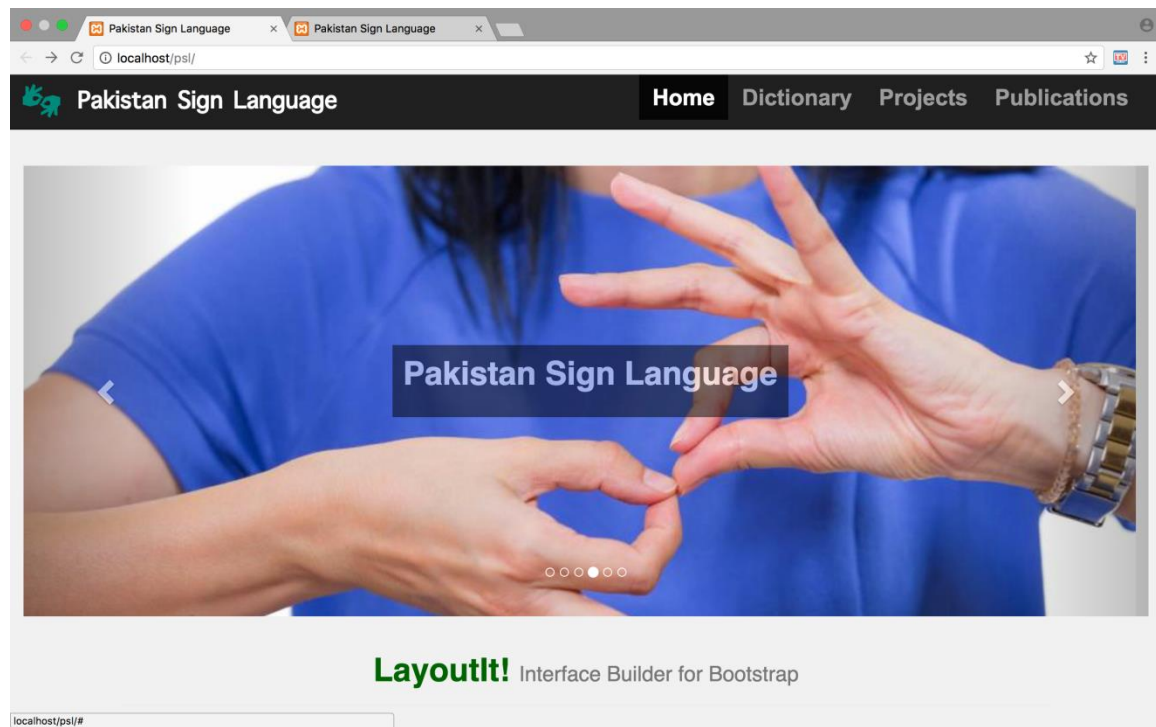 Pakistan Sign Language
Pakistan Sign Language
localhost/psl/
Pakistan Sign Language
Home Dictionary Projects Publications
Pakistan Sign Language
LayoutIt! Interface Builder for Bootstrap
localhost/psl/#